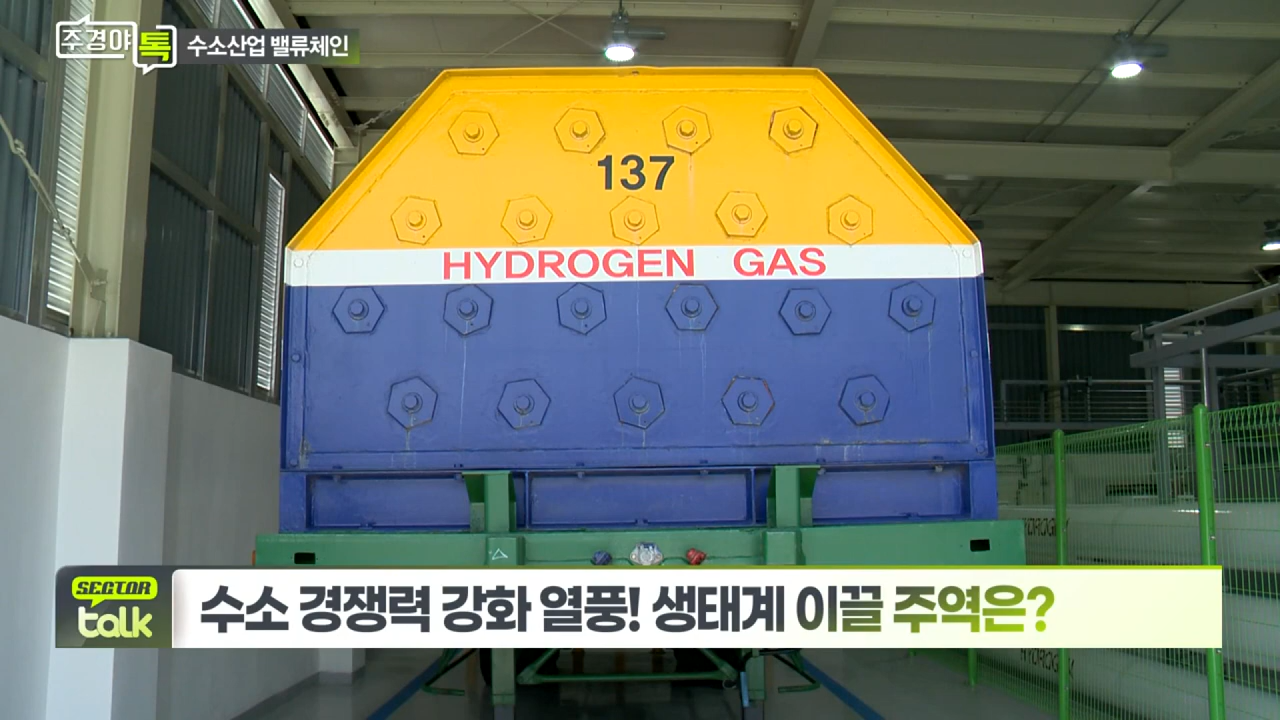 주경야톡 수소산업 밸류체인
137
HYDROGEN GAS
HYDROGEN
SECTOR talk
수소 경쟁력 강화 열풍! 생태계 이끌 주역은?